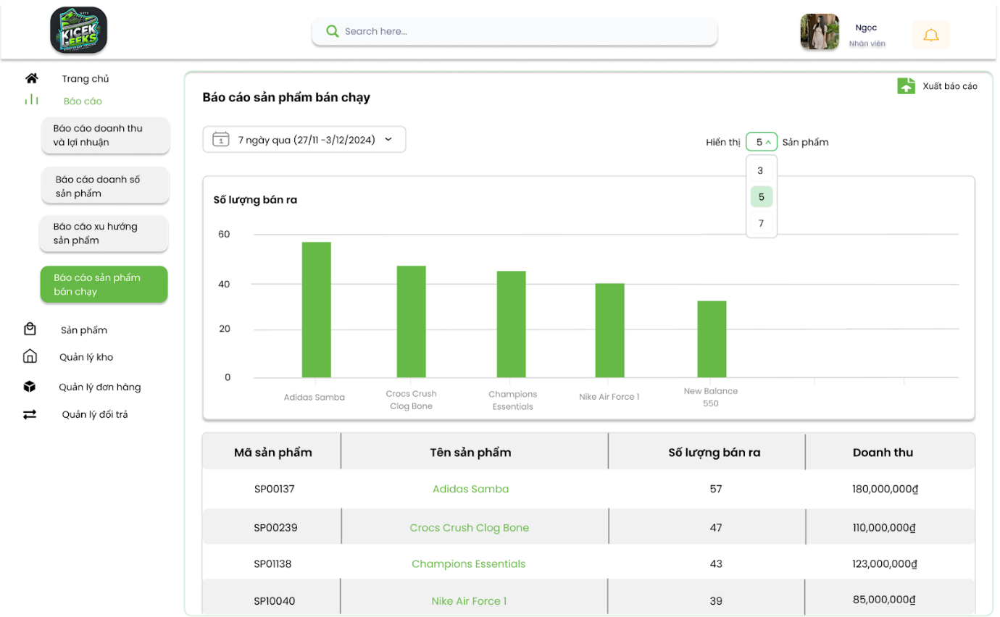 KICEK
GEEKS
Search here...
Ngọc
Nhân viên
Trang chủ
Báo cáo
Báo cáo doanh thu
và lợi nhuận
Báo cáo doanh số
sản phẩm
Báo cáo xu hướng
sản phẩm
Báo cáo sản phẩm
bán chạy
Sản phẩm
Quản lý kho
Quản lý đơn hàng
Quản lý đổi trả
Xuất báo cáo
Báo cáo sản phẩm bán chạy
1 7 ngày qua (27/11 -3/12/2024)
Hiển thị 5 Sản phẩm
3
5
7
Số lượng bán ra
60
40
20
0
Adidas Samba
Crocs Crush
Clog Bone
Champions
Essentials
Nike Air Force 1
New Balance
550
Mã sản phẩm Tên sản phẩm Số lượng bán ra Doanh thu
SP00137 Adidas Samba 57 180,000,000₫
SP00239 Crocs Crush Clog Bone 47 110,000,000₫
SP01138 Champions Essentials 43 123,000,000₫
SP10040 Nike Air Force 1 39 85,000,000₫